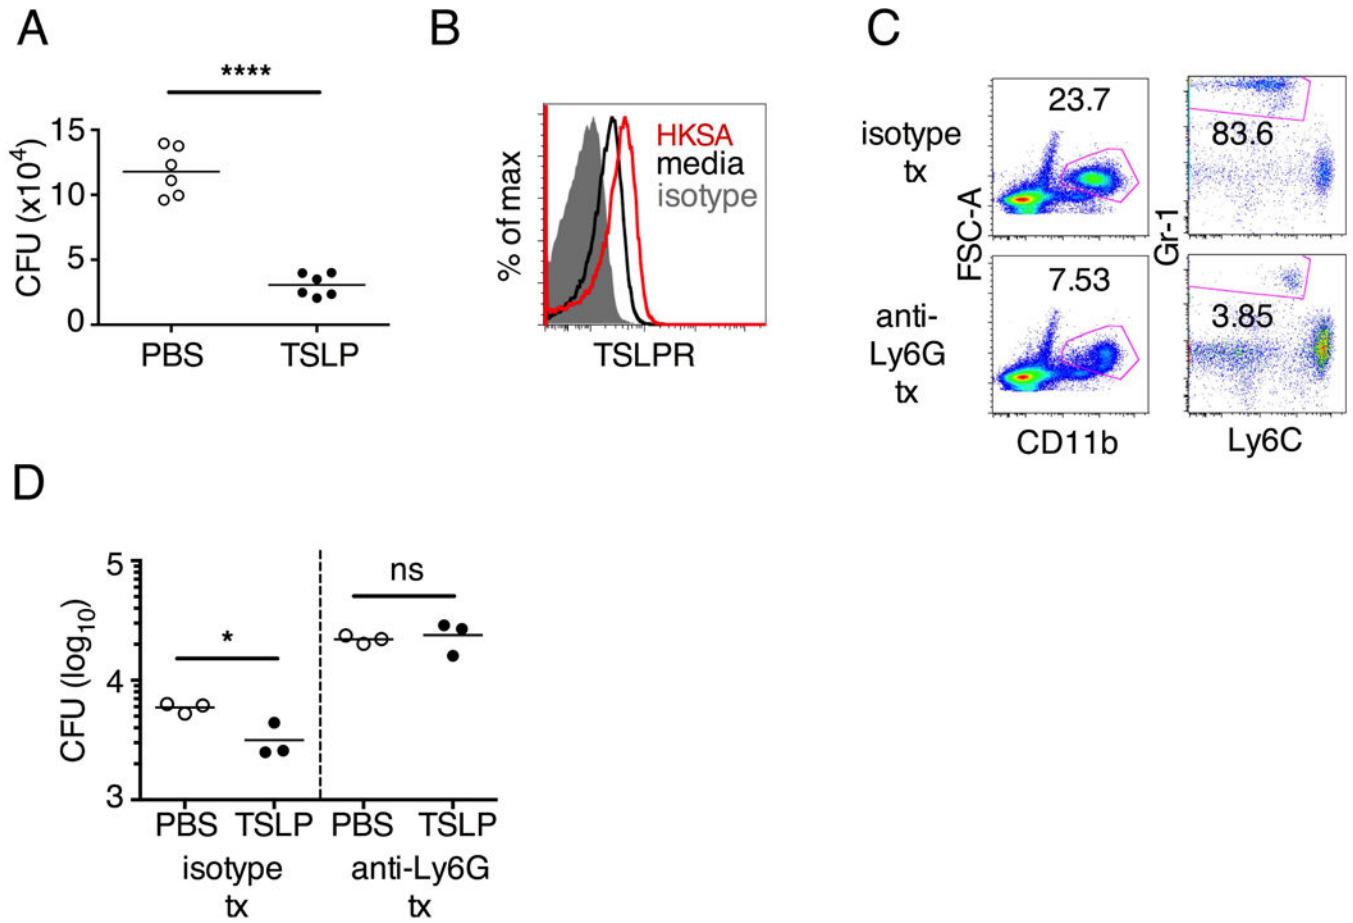 A
****
CFU (x10⁴)
15
10
5
0
PBS
TSLP
B
HKSA
media
isotype
% of max
TSLPR
C
isotype
tx
23.7
83.6
FSC-A
Gr-1
anti-
Ly6G
tx
7.53
3.85
CD11b
Ly6C
D
CFU (log₁₀)
5
4
3
*
ns
PBS TSLP PBS TSLP
isotype
tx
anti-Ly6G
tx